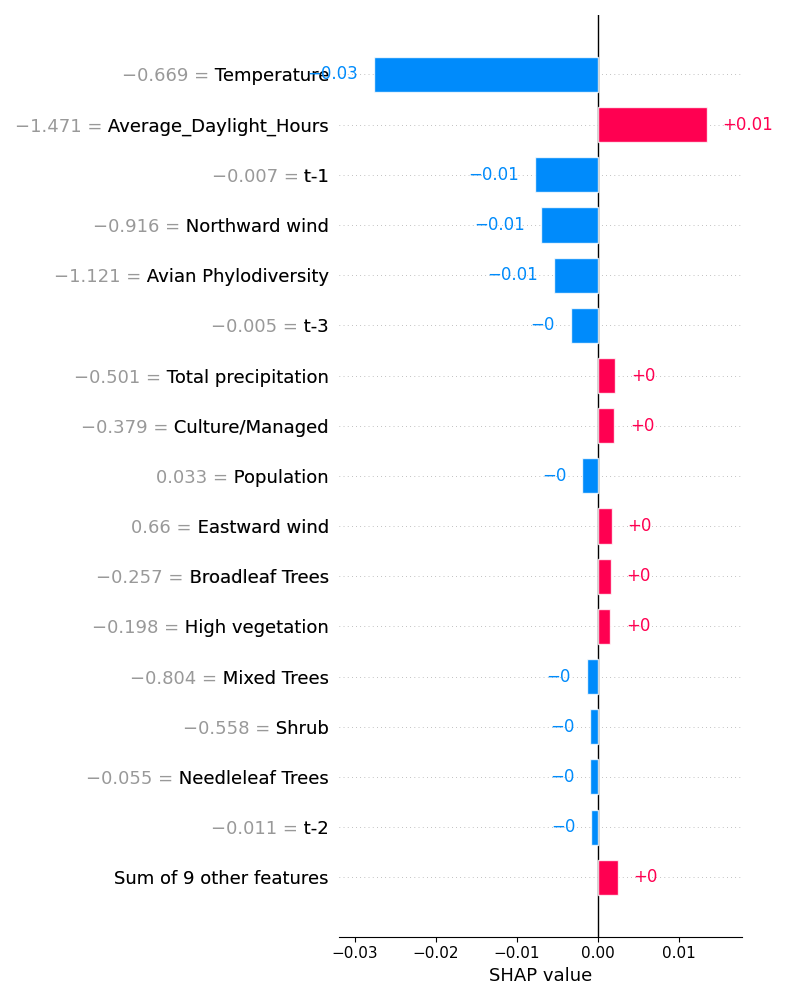 −0.669 = Temperature −0.03
−1.471 = Average_Daylight_Hours +0.01
−0.007 = t-1 −0.01
−0.916 = Northward wind −0.01
−1.121 = Avian Phylodiversity −0.01
−0.005 = t-3 −0
−0.501 = Total precipitation +0
−0.379 = Culture/Managed +0
0.033 = Population −0
0.66 = Eastward wind +0
−0.257 = Broadleaf Trees +0
−0.198 = High vegetation +0
−0.804 = Mixed Trees −0
−0.558 = Shrub −0
−0.055 = Needleleaf Trees −0
−0.011 = t-2 −0
Sum of 9 other features +0
−0.03 −0.02 −0.01 0.00 0.01
SHAP value